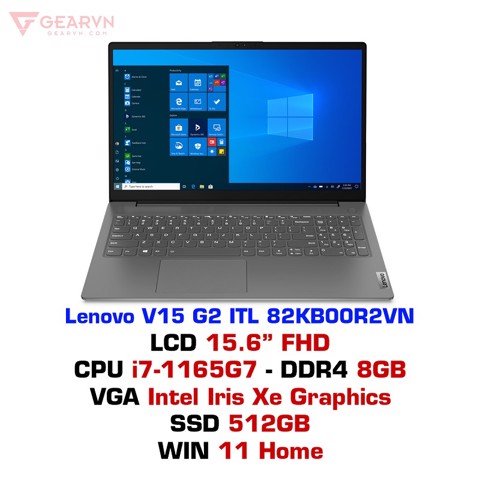 GEARVN
GEARVN.COM
Lenovo V15 G2 ITL 82KB00R2VN
LCD 15.6” FHD
CPU i7-1165G7 - DDR4 8GB
VGA Intel Iris Xe Graphics
SSD 512GB
WIN 11 Home